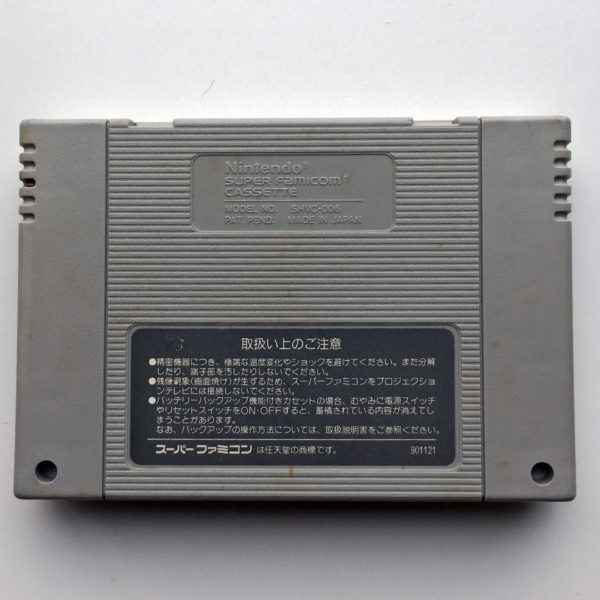 Nintendo®
SUPER FAMICOM®
CASSETTE
MODEL NO. SHVC-006
PAT. PEND. MADE IN JAPAN
取扱い上のご注意
●精密機器につき、極端な温度変化やショックを避けてください。また分解
したり、端子部を汚したりしないでください。
●残像現象(画面焼け)が生ずるため、スーパーファミコンをプロジェクショ
ンテレビには接続しないでください。
●バッテリーバックアップ機能付きカセットの場合、むやみに電源スイッチ
やリセットスイッチをON・OFFすると、蓄積されている内容が消えてし
まうことがあります。
なお、バックアップの操作方法については、取扱説明書をご参照ください。
スーパーファミコンは任天堂の商標です。 901121